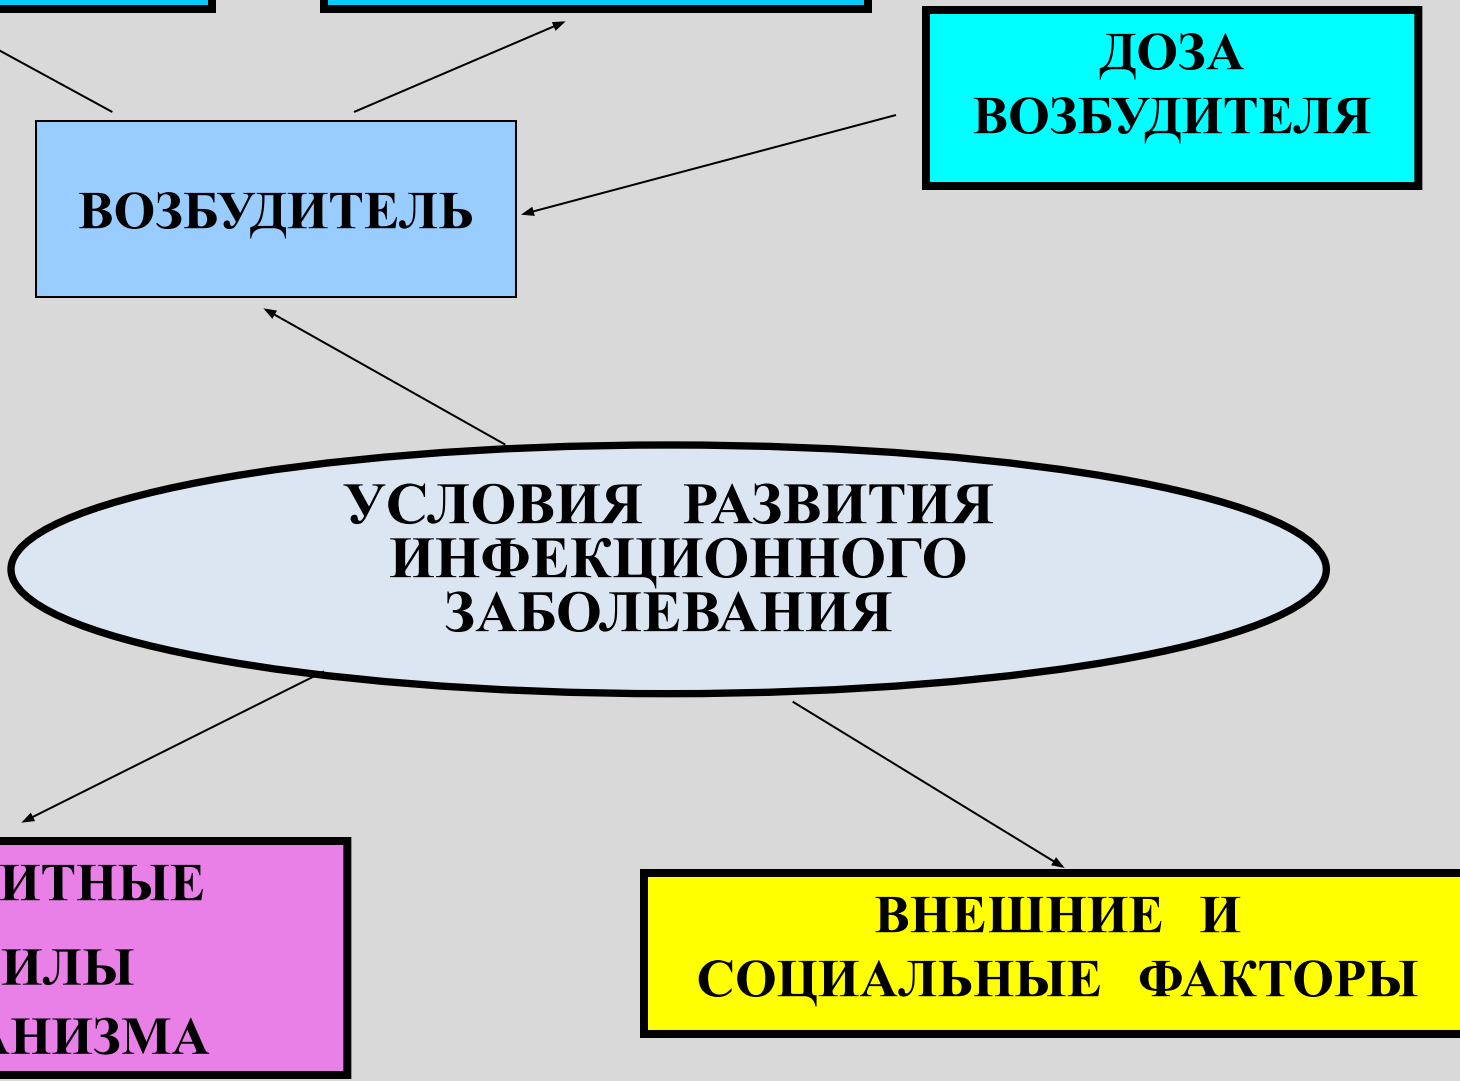 ДОЗА
ВОЗБУДИТЕЛЯ
ВОЗБУДИТЕЛЬ
УСЛОВИЯ РАЗВИТИЯ
ИНФЕКЦИОННОГО
ЗАБОЛЕВАНИЯ
ИТНЫЕ
ИЛЫ
АНИЗМА
ВНЕШНИЕ И
СОЦИАЛЬНЫЕ ФАКТОРЫ